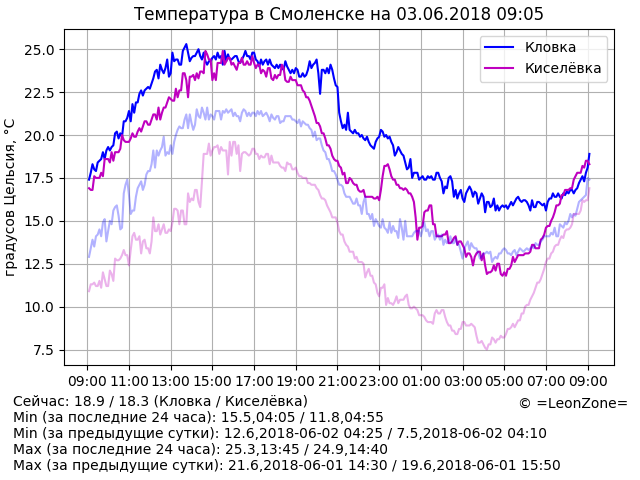 Температура в Смоленске на 03.06.2018 09:05
Кловка
Киселёвка
градусов Цельсия, °C
25.0
22.5
20.0
17.5
15.0
12.5
10.0
7.5
09:00 11:00 13:00 15:00 17:00 19:00 21:00 23:00 01:00 03:00 05:00 07:00 09:00
Сейчас: 18.9 / 18.3 (Кловка / Киселёвка)
© =LeonZone=
Min (за последние 24 часа): 15.5,04:05 / 11.8,04:55
Min (за предыдущие сутки): 12.6,2018-06-02 04:25 / 7.5,2018-06-02 04:10
Max (за последние 24 часа): 25.3,13:45 / 24.9,14:40
Max (за предыдущие сутки): 21.6,2018-06-01 14:30 / 19.6,2018-06-01 15:50